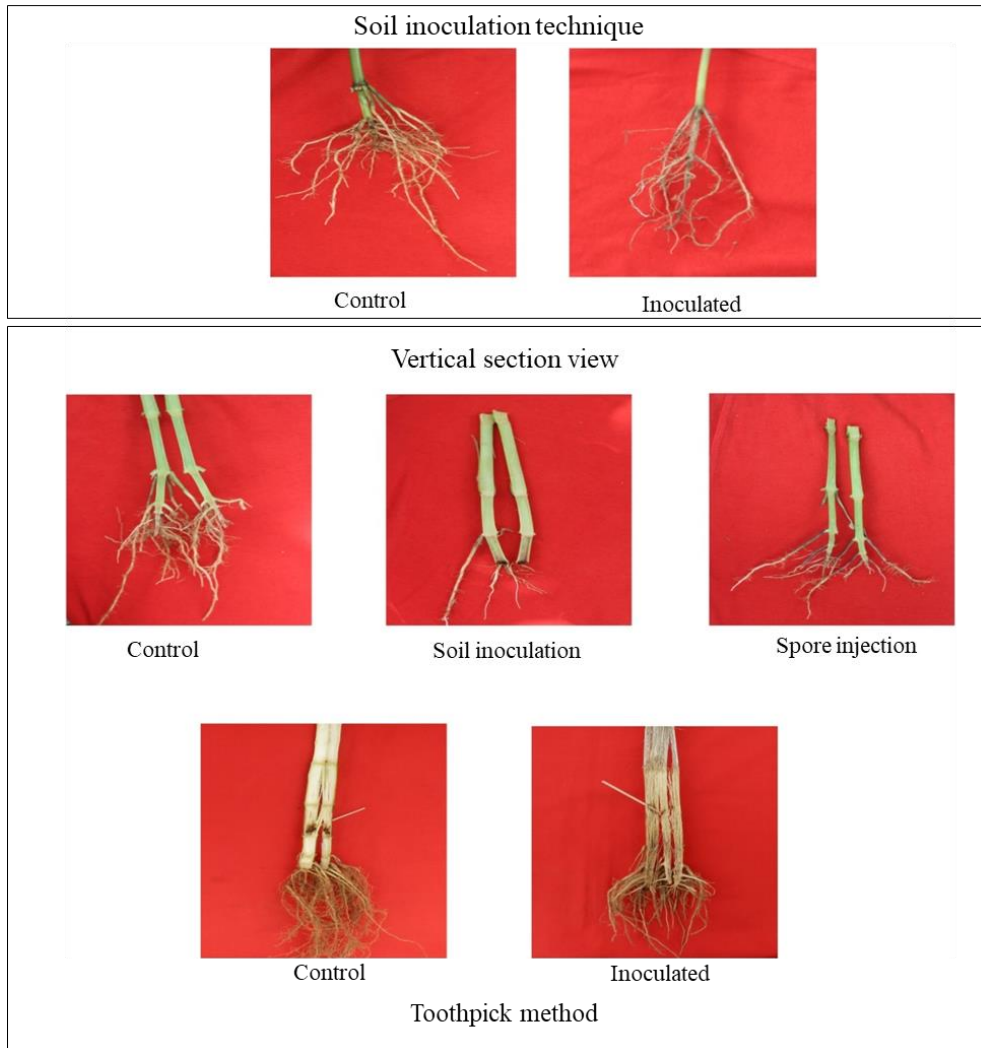 Soil inoculation technique
Control
Inoculated
Vertical section view
Control
Soil inoculation
Spore injection
Control
Inoculated
Toothpick method